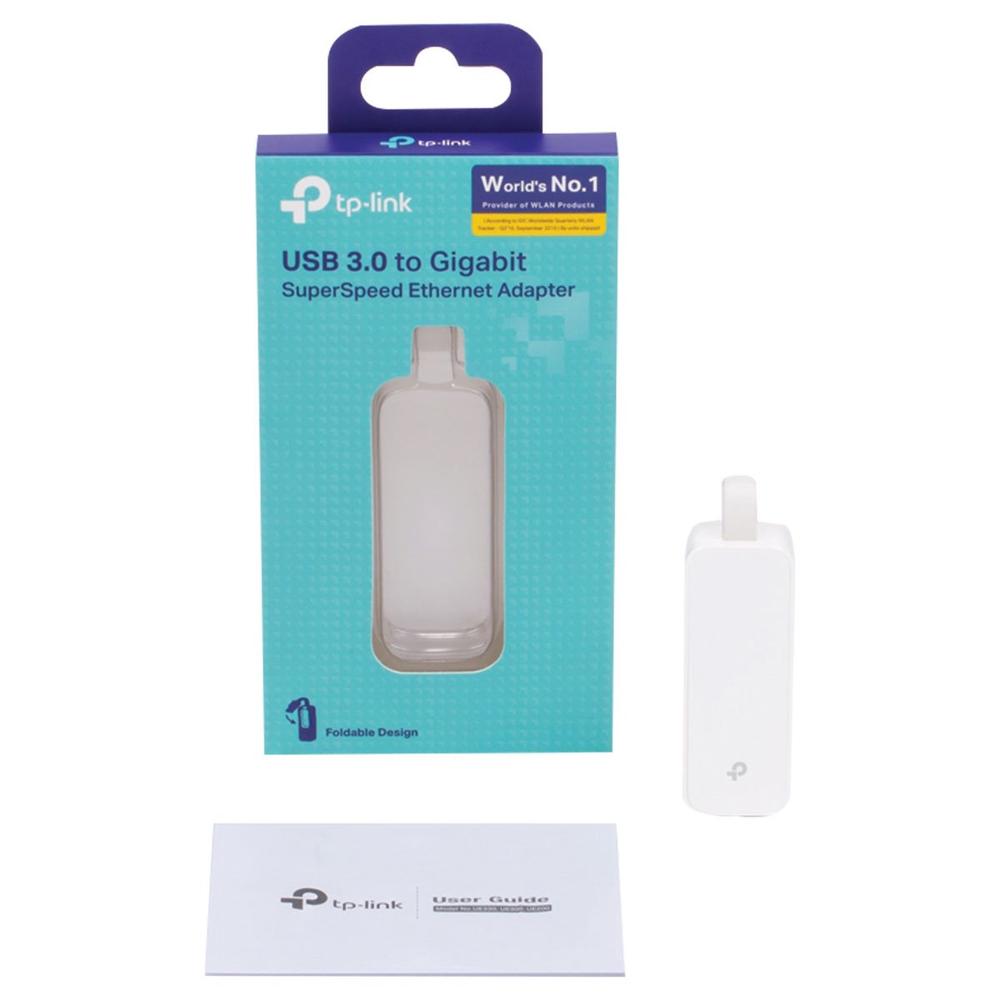 tp-link
tp-link
World's No.1
Provider of WLAN Products
USB 3.0 to Gigabit
SuperSpeed Ethernet Adapter
Foldable Design
tp-link
User Guide